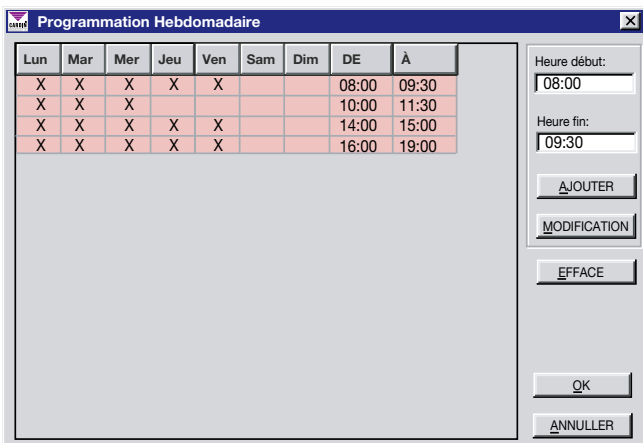 CARDIO
Programmation Hebdomadaire
Lun Mar Mer Jeu Ven Sam Dim DE À
X X X X X 08:00 09:30
X X X 10:00 11:30
X X X X X 14:00 15:00
X X X X X 16:00 19:00
Heure début:
08:00
Heure fin:
09:30
AJOUTER
MODIFICATION
EFFACE
OK
ANNULLER